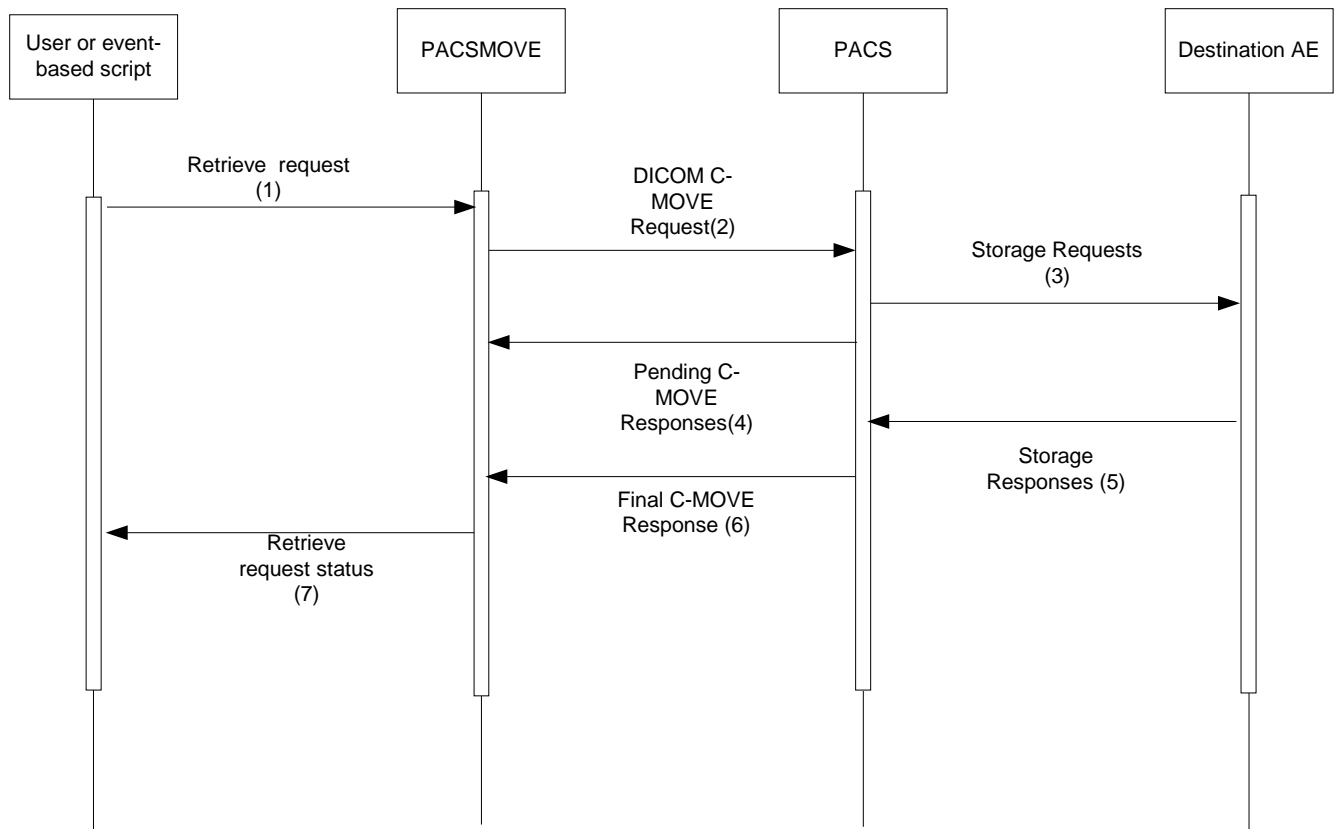 User or event-
based script
PACSMOVE
PACS
Destination AE
Retrieve request
(1)
DICOM C-
MOVE
Request(2)
Storage Requests
(3)
Pending C-
MOVE
Responses(4)
Storage
Responses (5)
Final C-MOVE
Response (6)
Retrieve
request status
(7)